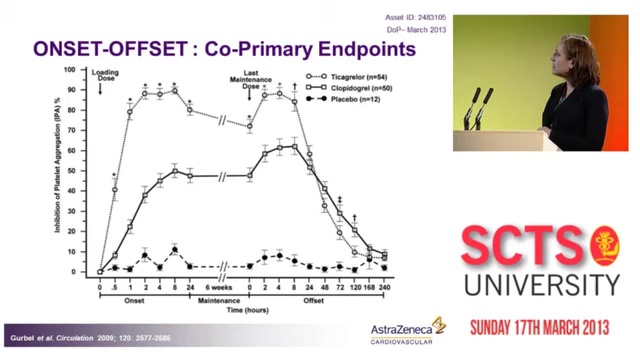 Asset ID: 2483105
DoP– March 2013
ONSET-OFFSET : Co-Primary Endpoints
Loading Dose
Last Maintenance Dose
Ticagrelor (n=54)
Clopidogrel (n=50)
Placebo (n=12)
Inhibition of Platelet Aggregation (IPA) %
100
90
80
70
60
50
40
30
20
10
0
* * * * * *
* * * †
‡
†
0 .5 1 2 4 8 24 6 weeks 0 2 4 8 24 48 72 120 168 240
Onset Maintenance Offset
Time (hours)
Gurbel et al. Circulation 2009; 120: 2577-2585
AstraZeneca
CARDIOVASCULAR
SCTS
UNIVERSITY
SUNDAY 17TH MARCH 2013